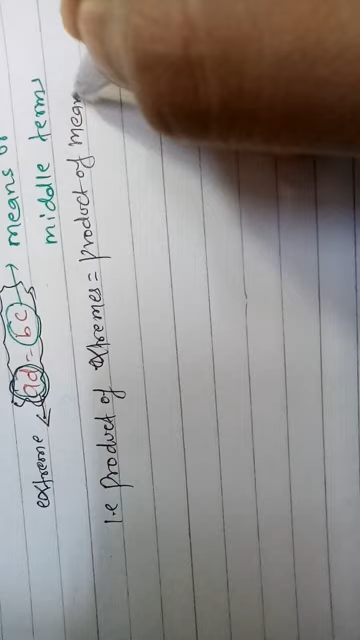 extreme ← ad = bc → means or
middle terms
i.e product of extremes = product of mean